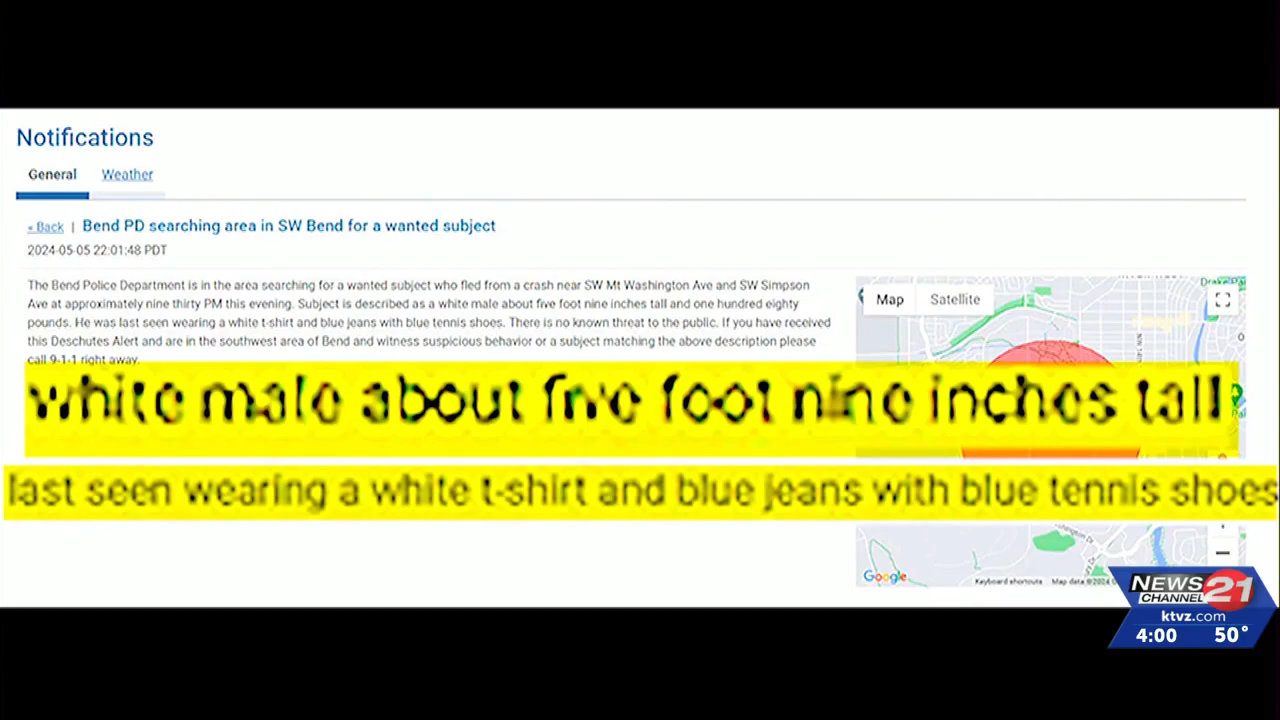 Notifications
General Weather
« Back | Bend PD searching area in SW Bend for a wanted subject
2024-05-05 22:01:48 PDT
The Bend Police Department is in the area searching for a wanted subject who fled from a crash near SW Mt Washington Ave and SW Simpson
Ave at approximately nine thirty PM this evening. Subject is described as a white male about five foot nine inches tall and one hundred eighty
pounds. He was last seen wearing a white t-shirt and blue jeans with blue tennis shoes. There is no known threat to the public. If you have received
this Deschutes Alert and are in the southwest area of Bend and witness suspicious behavior or a subject matching the above description please
call 9-1-1 right away.
Map Satellite
white male about five foot nine inches tall
last seen wearing a white t-shirt and blue jeans with blue tennis shoes
Google
Keyboard shortcuts Map data ©2024
NEWS
CHANNEL 21
ktvz.com
4:00 50°